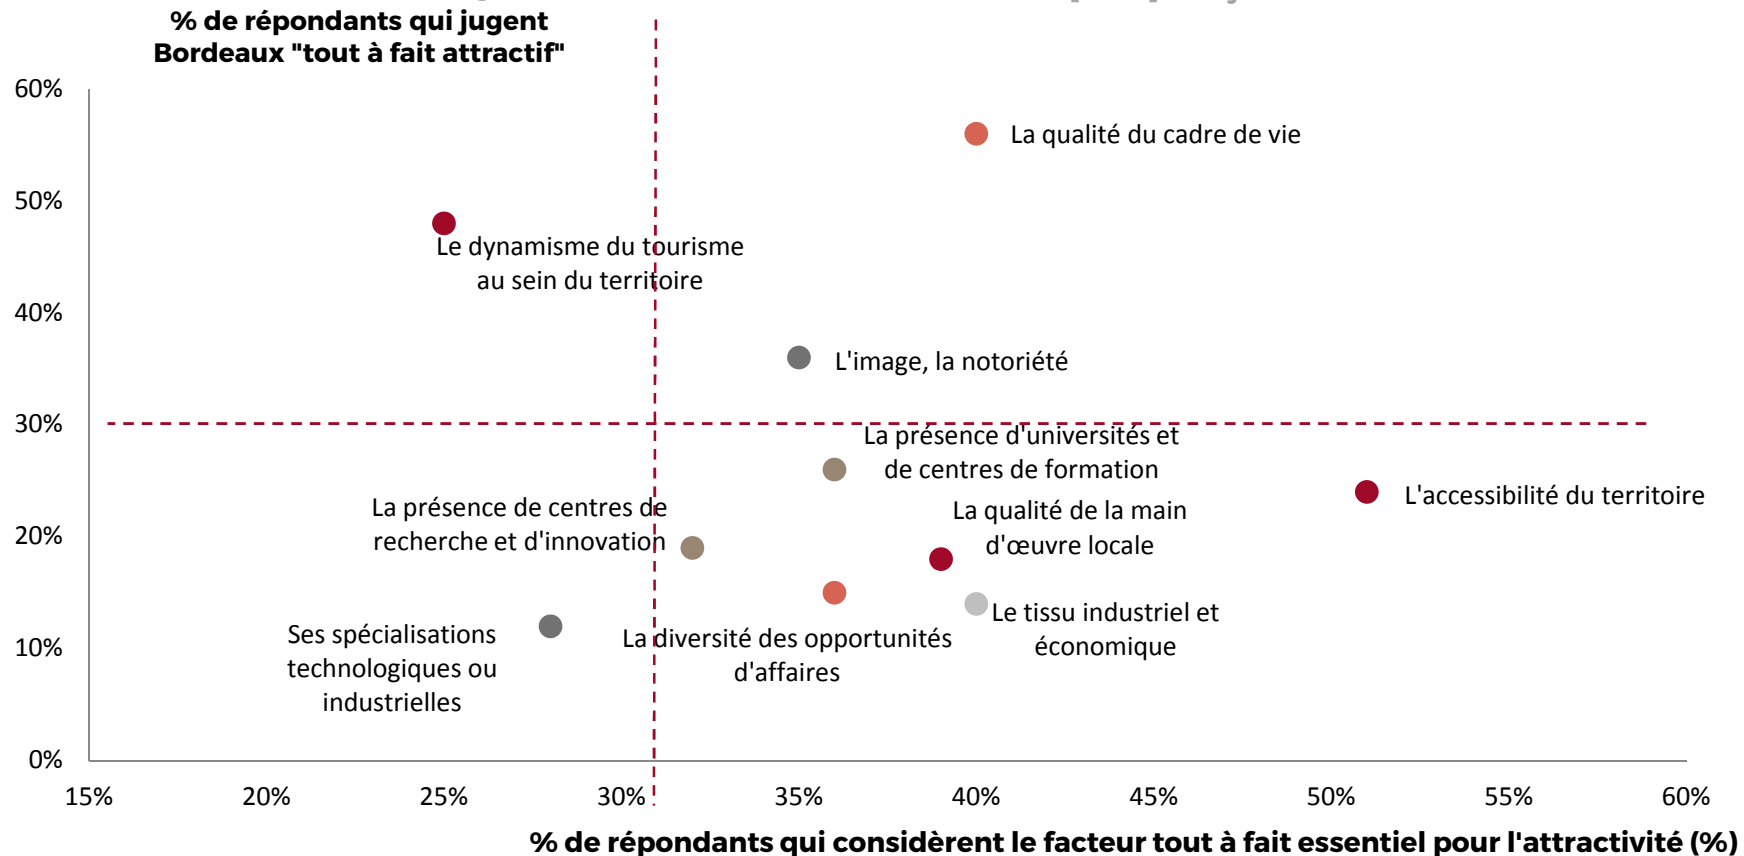 % de répondants qui jugent
Bordeaux "tout à fait attractif"
60%
La qualité du cadre de vie
50%
Le dynamisme du tourisme
au sein du territoire
40%
L'image, la notoriété
30%
La présence d'universités et
de centres de formation
L'accessibilité du territoire
La présence de centres de
recherche et d'innovation
La qualité de la main
d'œuvre locale
20%
Le tissu industriel et
économique
Ses spécialisations
technologiques ou
industrielles
La diversité des opportunités
d'affaires
10%
0%
15% 20% 25% 30% 35% 40% 45% 50% 55% 60%
% de répondants qui considèrent le facteur tout à fait essentiel pour l'attractivité (%)